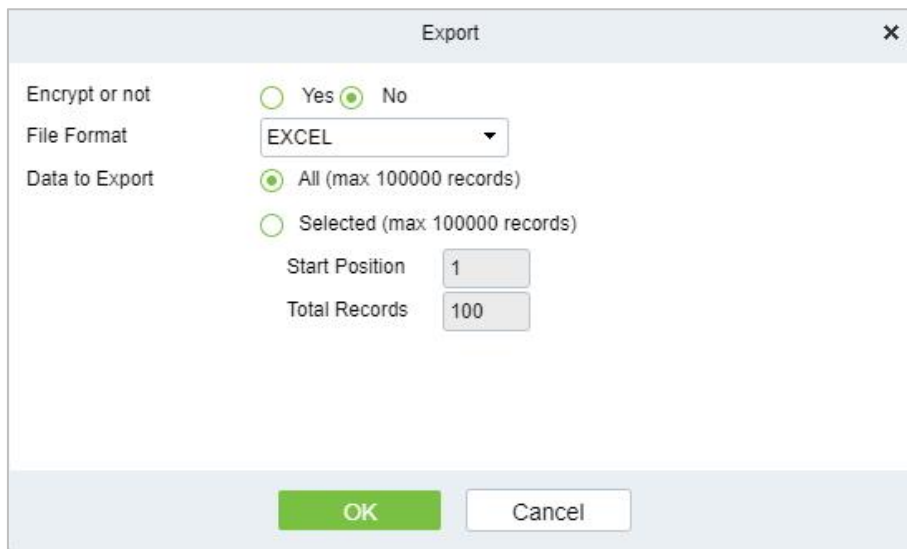 Export
Encrypt or not Yes No
File Format EXCEL
Data to Export All (max 100000 records)
Selected (max 100000 records)
Start Position 1
Total Records 100
OK Cancel